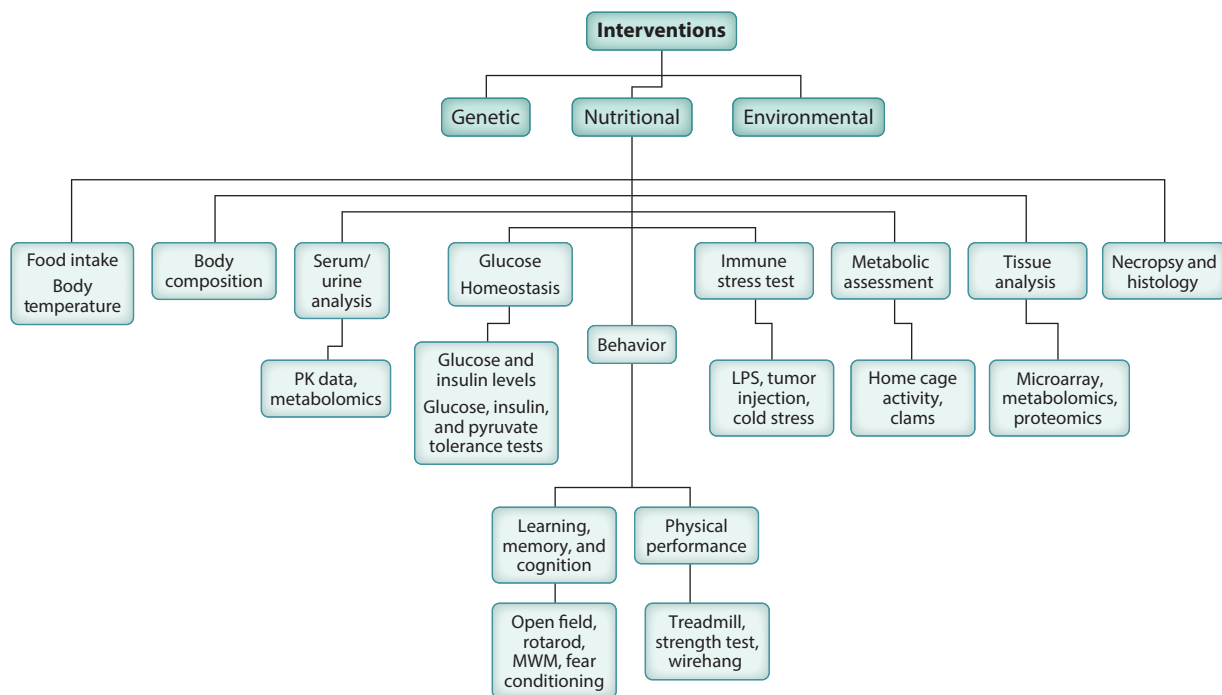 Interventions
Genetic
Nutritional
Environmental
Food intake
Body
temperature
Body
composition
Serum/
urine
analysis
Glucose
Homeostasis
Immune
stress test
Metabolic
assessment
Tissue
analysis
Necropsy and
histology
Behavior
PK data,
metabolomics
Glucose and
insulin levels
Glucose, insulin,
and pyruvate
tolerance tests
LPS, tumor
injection,
cold stress
Home cage
activity,
clams
Microarray,
metabolomics,
proteomics
Learning,
memory, and
cognition
Physical
performance
Open field,
rotarod,
MWM, fear
conditioning
Treadmill,
strength test,
wirehang